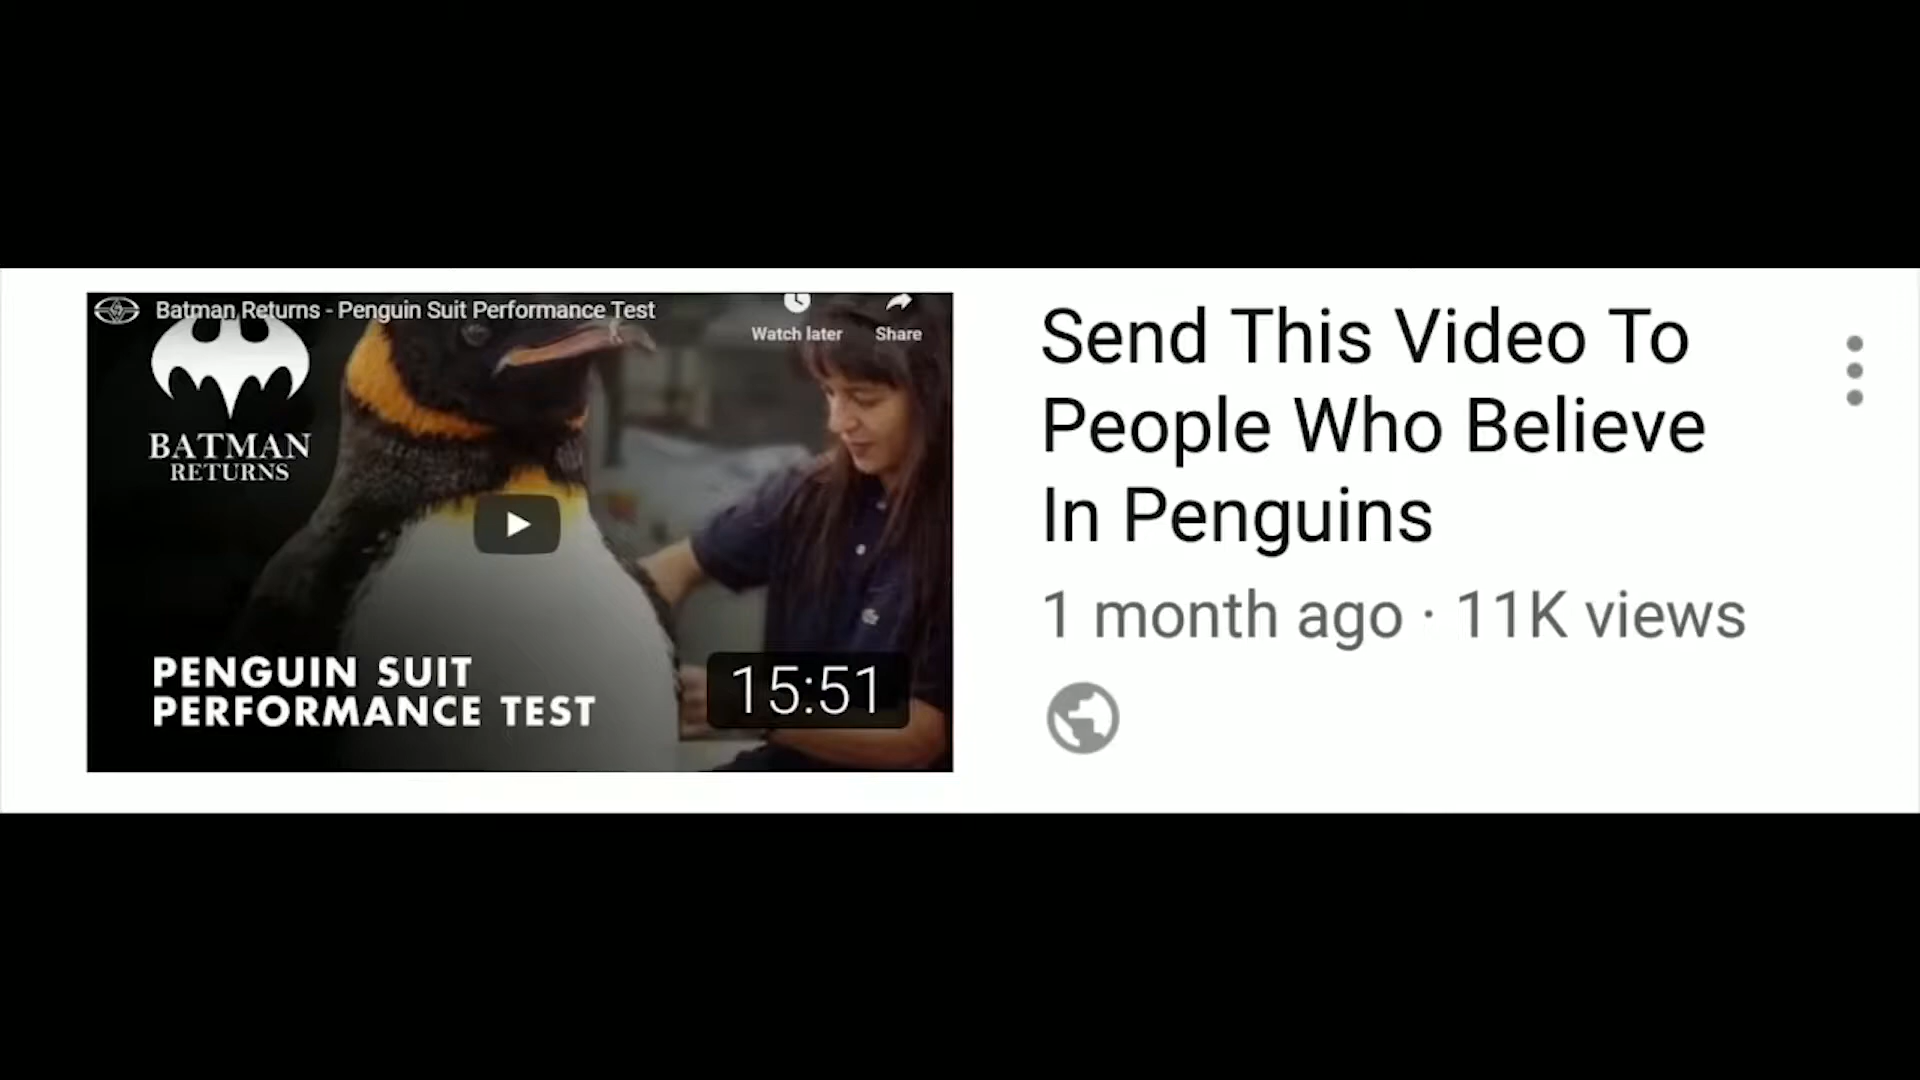 Batman Returns - Penguin Suit Performance Test
Watch later
Share
BATMAN
RETURNS
PENGUIN SUIT
PERFORMANCE TEST
15:51
Send This Video To
People Who Believe
In Penguins
1 month ago · 11K views